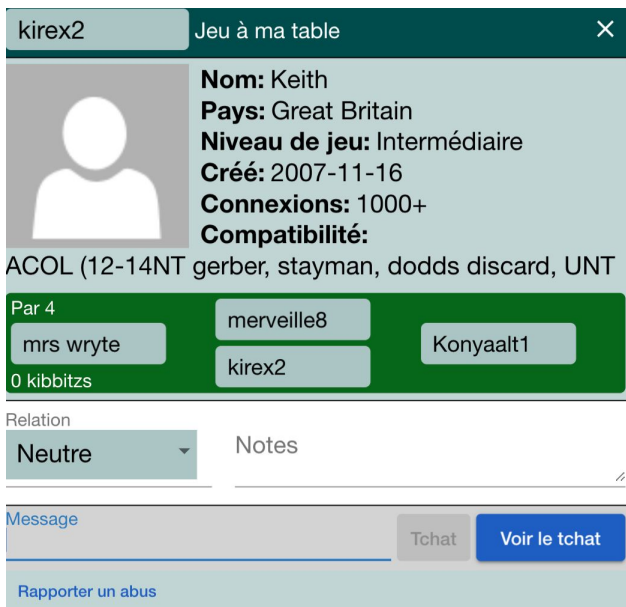 kirex2 Jeu à ma table
Nom: Keith
Pays: Great Britain
Niveau de jeu: Intermédiaire
Créé: 2007-11-16
Connexions: 1000+
Compatibilité:
ACOL (12-14NT gerber, stayman, dodds discard, UNT
Par 4
merveille8
mrs wryte
Konyaalt1
kirex2
0 kibbitzs
Relation
Neutre
Notes
Message
Tchat
Voir le tchat
Rapporter un abus